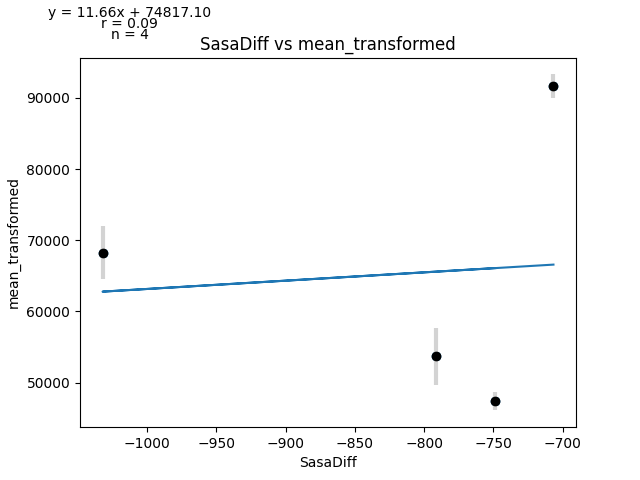 y = 11.66x + 74817.10
r = 0.09
n = 4
SasaDiff vs mean_transformed
90000
80000
70000
60000
50000
mean_transformed
−1000
−950
−900
−850
−800
−750
−700
SasaDiff